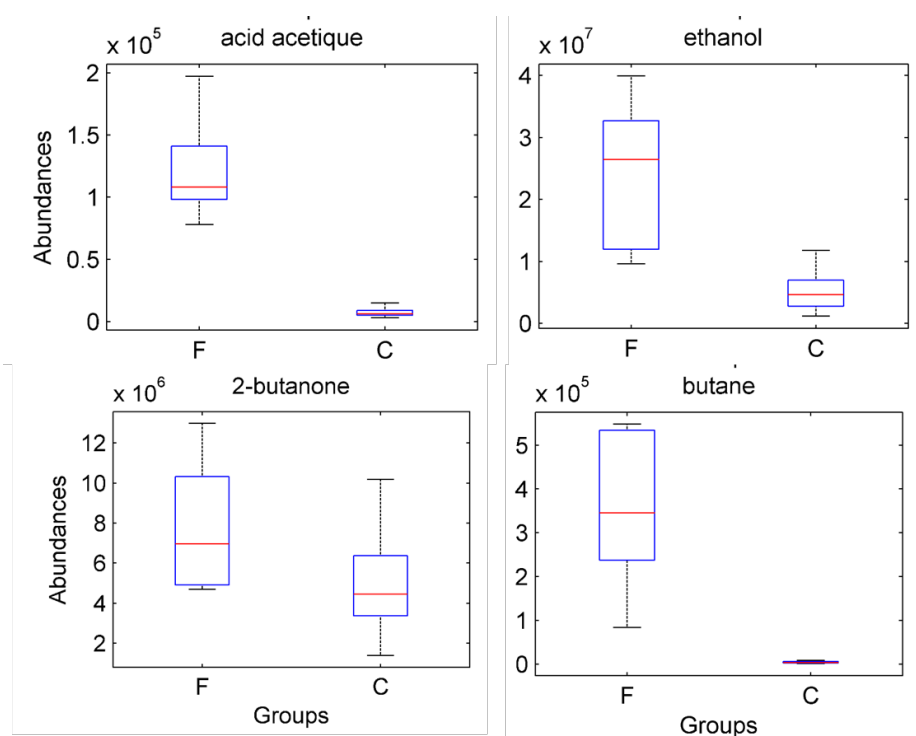 acid acetique
x 10^5
2
1.5
1
0.5
0
Abundances
F C
ethanol
x 10^7
4
3
2
1
0
F C
2-butanone
x 10^6
12
10
8
6
4
2
Abundances
F C
Groups
butane
x 10^5
5
4
3
2
1
0
F C
Groups